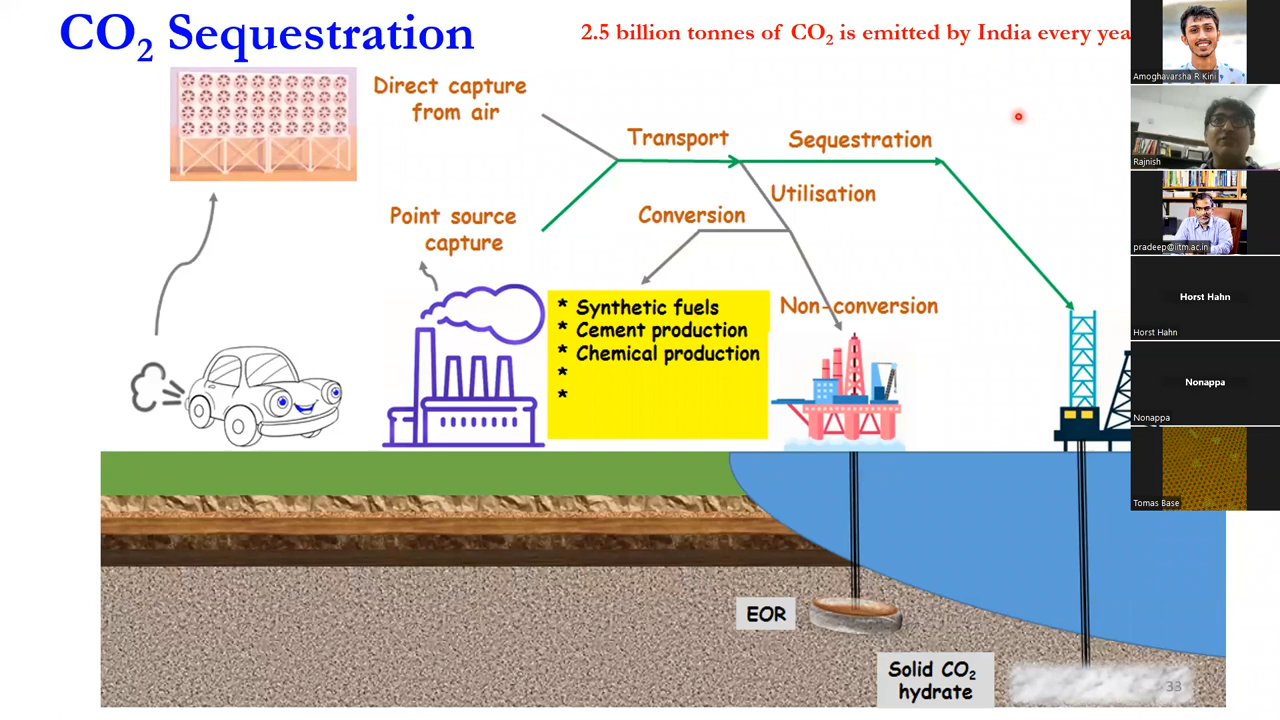 CO₂ Sequestration
2.5 billion tonnes of CO₂ is emitted by India every yea
Direct capture
from air
Transport
Sequestration
Utilisation
Point source
capture
Conversion
Non-conversion
* Synthetic fuels
* Cement production
* Chemical production
*
*
EOR
Solid CO₂
hydrate
33
Amoghavarsha R Kini
Rajnish
pradeep@iitm.ac.in
Horst Hahn
Horst Hahn
Nonappa
Nonappa
Tomas Base